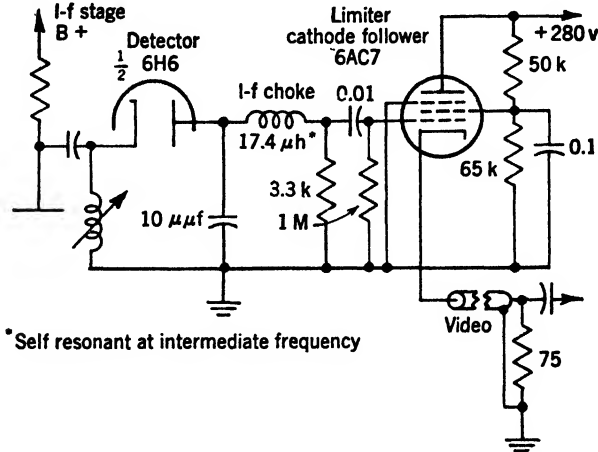 I-f stage
B +
Detector
1/2 6H6
Limiter
cathode follower
6AC7
+280 v
50 k
I-f choke
0.01
17.4 μh*
0.1
65 k
3.3 k
10 μμf
1 M
Video
75
*Self resonant at intermediate frequency